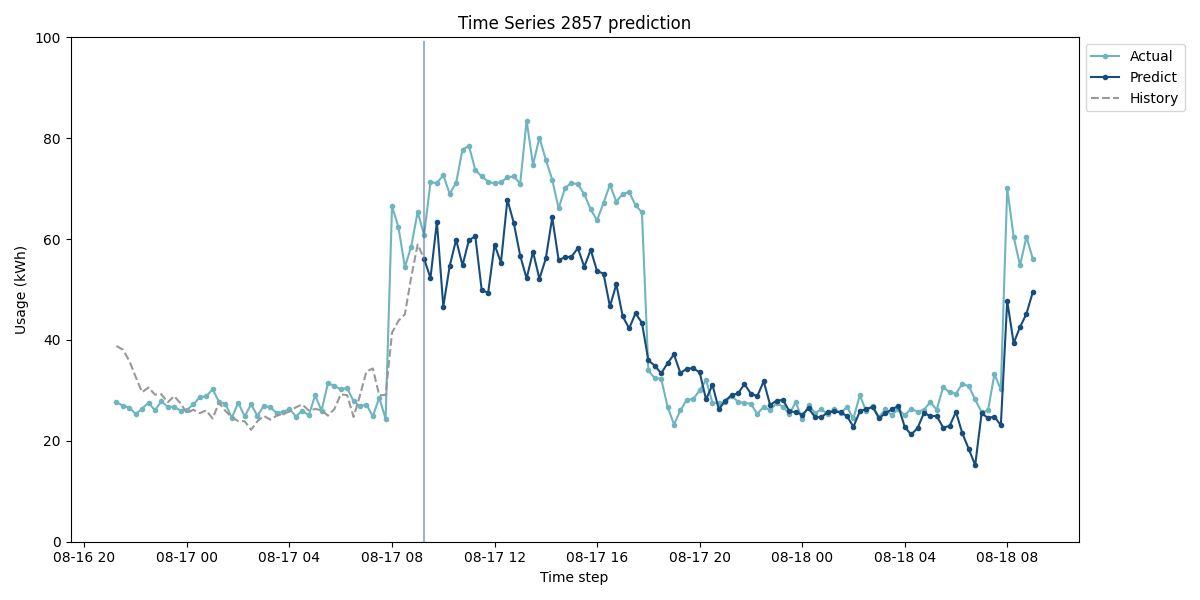 Time Series 2857 prediction
Usage (kWh)
100
80
60
40
20
0
08-16 20
08-17 00
08-17 04
08-17 08
08-17 12
08-17 16
08-17 20
08-18 00
08-18 04
08-18 08
Time step
Actual
Predict
History